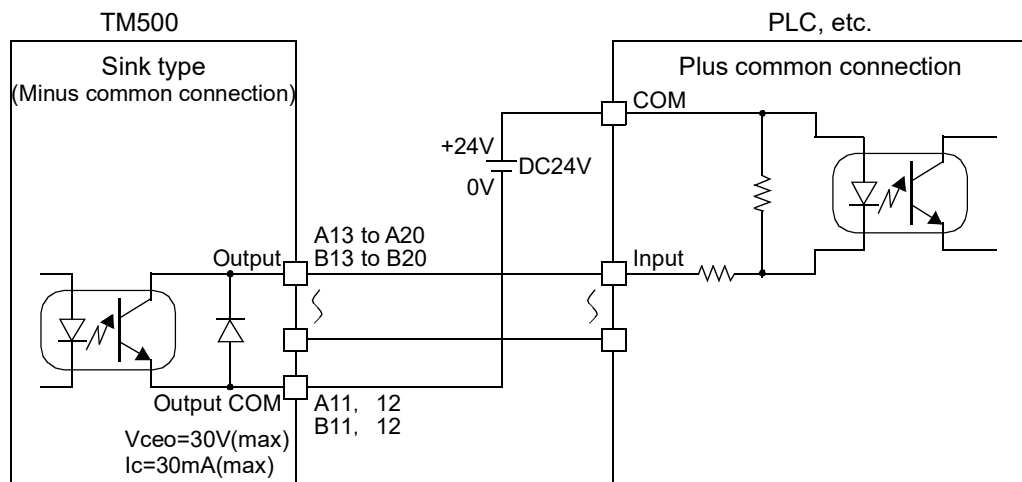 TM500
Sink type
(Minus common connection)
PLC, etc.
Plus common connection
COM
+24V
DC24V
0V
A13 to A20
B13 to B20
Output
Input
Output COM
A11, 12
B11, 12
Vceo=30V(max)
Ic=30mA(max)